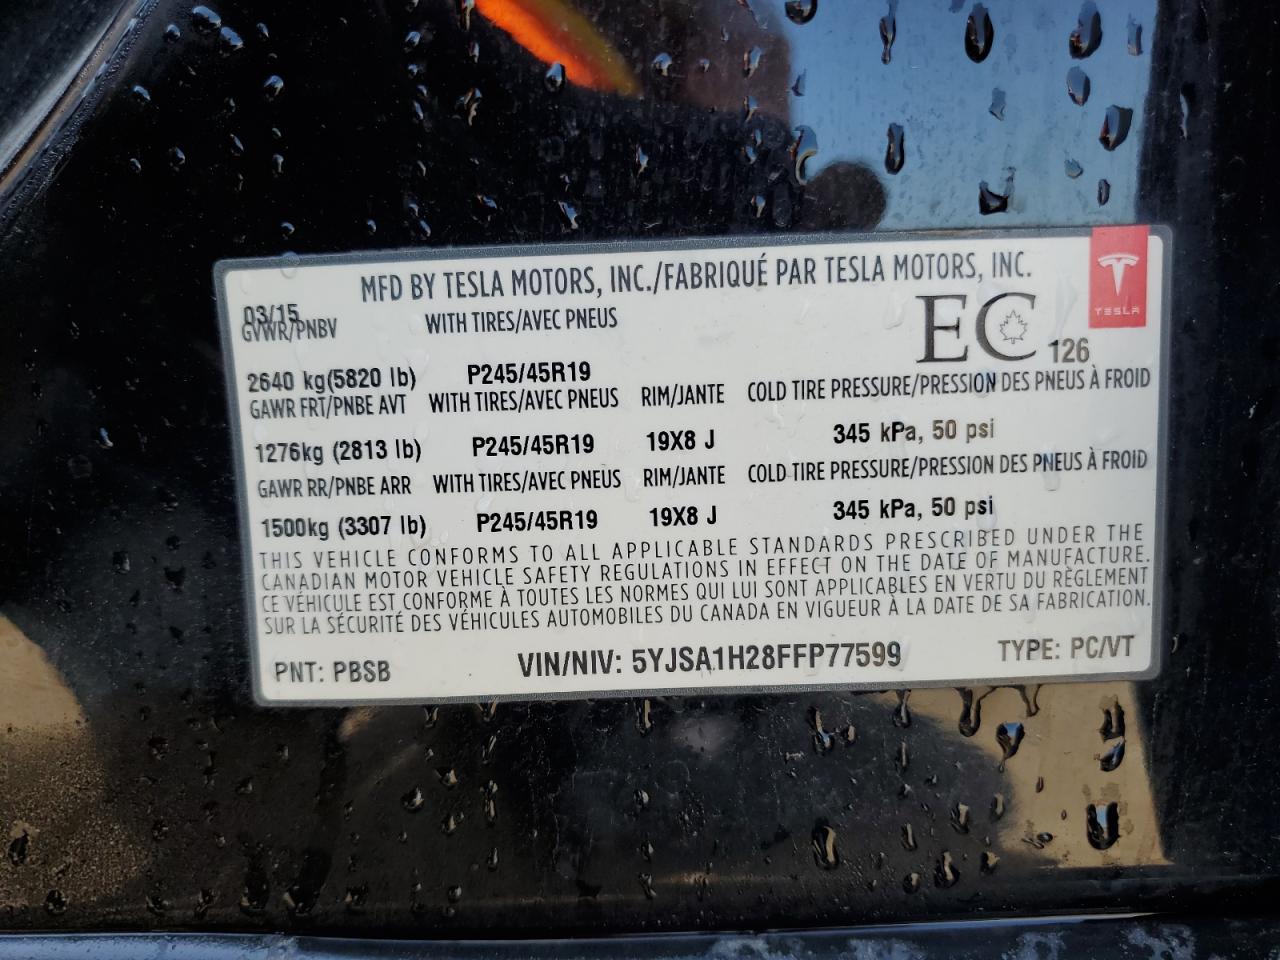 MFD BY TESLA MOTORS, INC./FABRIQUÉ PAR TESLA MOTORS, INC.
03/15
GVWR/PNBV WITH TIRES/AVEC PNEUS
EC 126
TESLA
2640 kg(5820 lb) P245/45R19
GAWR FRT/PNBE AVT WITH TIRES/AVEC PNEUS RIM/JANTE COLD TIRE PRESSURE/PRESSION DES PNEUS À FROID
1276kg (2813 lb) P245/45R19 19X8 J 345 kPa, 50 psi
GAWR RR/PNBE ARR WITH TIRES/AVEC PNEUS RIM/JANTE COLD TIRE PRESSURE/PRESSION DES PNEUS À FROID
1500kg (3307 lb) P245/45R19 19X8 J 345 kPa, 50 psi
THIS VEHICLE CONFORMS TO ALL APPLICABLE STANDARDS PRESCRIBED UNDER THE
CANADIAN MOTOR VEHICLE SAFETY REGULATIONS IN EFFECT ON THE DATE OF MANUFACTURE.
CE VÉHICULE EST CONFORME À TOUTES LES NORMES QUI LUI SONT APPLICABLES EN VERTU DU RÈGLEMENT
SUR LA SÉCURITÉ DES VÉHICULES AUTOMOBILES DU CANADA EN VIGUEUR À LA DATE DE SA FABRICATION.
PNT: PBSB VIN/NIV: 5YJSA1H28FFP77599 TYPE: PC/VT